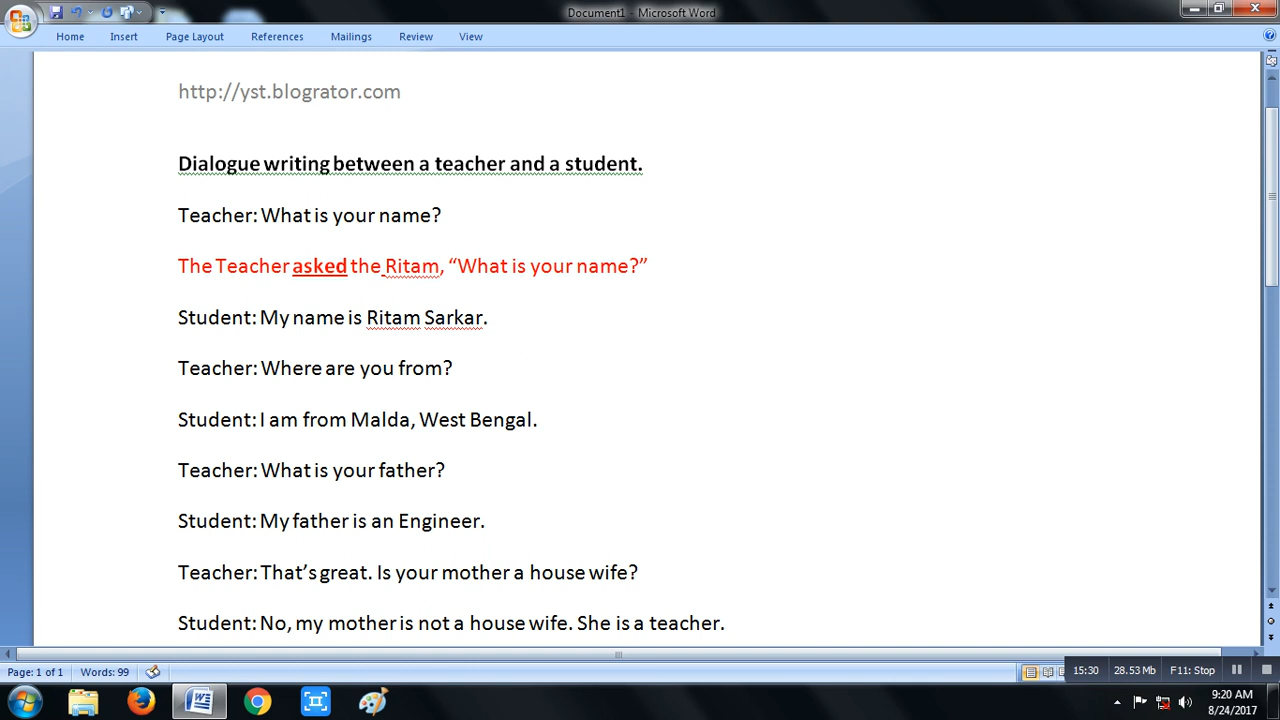 Document1 - Microsoft Word
Home Insert Page Layout References Mailings Review View
http://yst.blogrator.com
Dialogue writing between a teacher and a student.
Teacher: What is your name?
The Teacher asked the Ritam, “What is your name?”
Student: My name is Ritam Sarkar.
Teacher: Where are you from?
Student: I am from Malda, West Bengal.
Teacher: What is your father?
Student: My father is an Engineer.
Teacher: That’s great. Is your mother a house wife?
Student: No, my mother is not a house wife. She is a teacher.
Page: 1 of 1 Words: 99 15:30 28.53 Mb F11: Stop
9:20 AM
8/24/2017